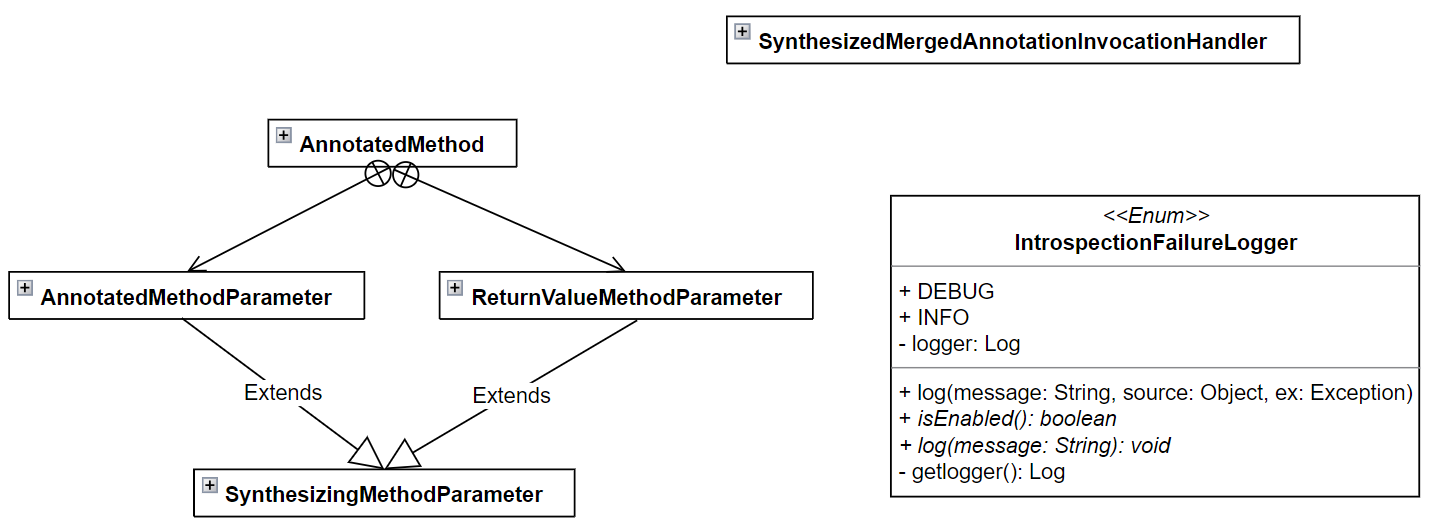 SynthesizedMergedAnnotationInvocationHandler
AnnotatedMethod
AnnotatedMethodParameter
ReturnValueMethodParameter
Extends
Extends
SynthesizingMethodParameter
<<Enum>>
IntrospectionFailureLogger
+ DEBUG
+ INFO
- logger: Log
+ log(message: String, source: Object, ex: Exception)
+ isEnabled(): boolean
+ log(message: String): void
- getlogger(): Log